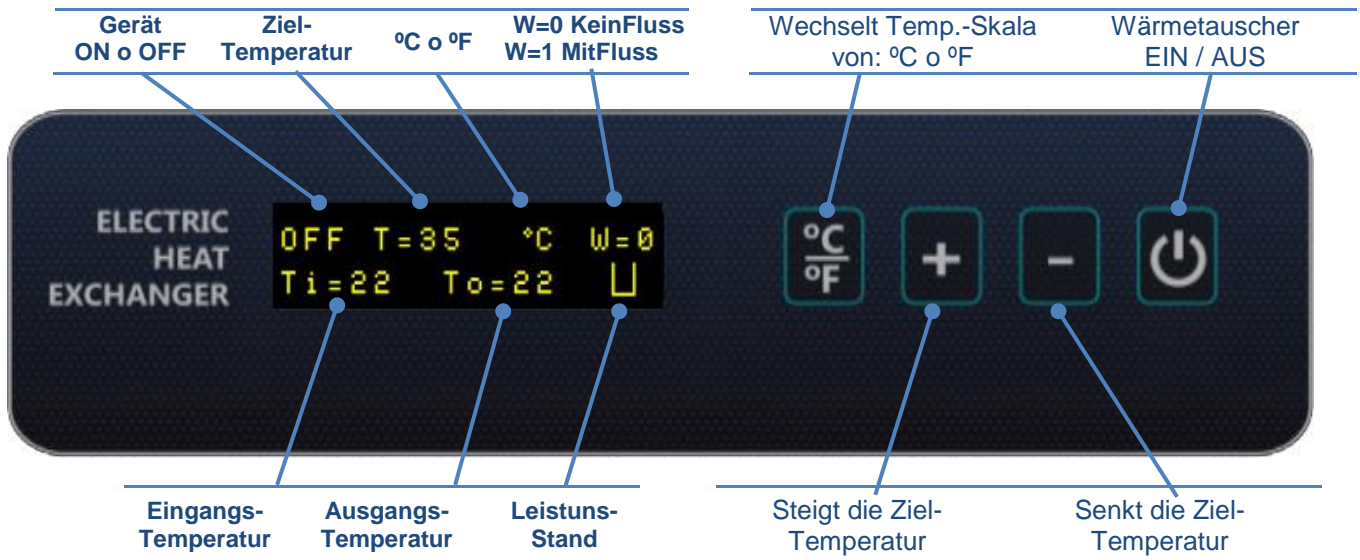 Gerät
ON o OFF
Ziel-
Temperatur
ºC o ºF
W=0 KeinFluss
W=1 MitFluss
Wechselt Temp.-Skala
von: ºC o ºF
Wärmetauscher
EIN / AUS
ELECTRIC
HEAT
EXCHANGER
OFF T=35 °C W=0
Ti=22 To=22
ºC
ºF
+
-
Eingangs-
Temperatur
Ausgangs-
Temperatur
Leistuns-
Stand
Steigt die Ziel-
Temperatur
Senkt die Ziel-
Temperatur